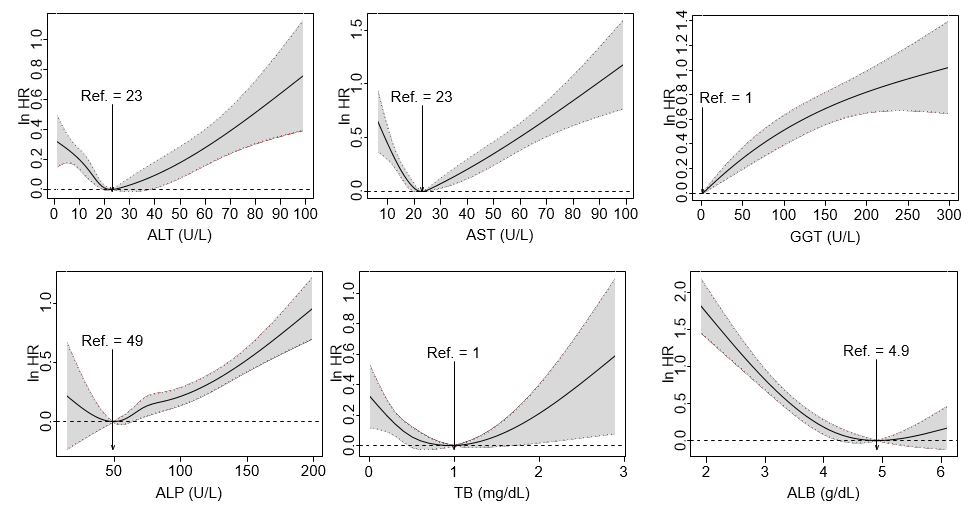 ln HR
0.0 0.2 0.4 0.6 0.8 1.0
Ref. = 23
0 10 20 30 40 50 60 70 80 90 100
ALT (U/L)
ln HR
0.0 0.5 1.0 1.5
Ref. = 23
10 20 30 40 50 60 70 80 90 100
AST (U/L)
ln HR
0.0 0.2 0.4 0.6 0.8 1.0 1.2 1.4
Ref. = 1
0 50 100 150 200 250 300
GGT (U/L)
ln HR
0.0 0.5 1.0
Ref. = 49
50 100 150 200
ALP (U/L)
ln HR
0.0 0.2 0.4 0.6 0.8 1.0
Ref. = 1
0 1 2 3
TB (mg/dL)
ln HR
0.0 0.5 1.0 1.5 2.0
Ref. = 4.9
2 3 4 5 6
ALB (g/dL)